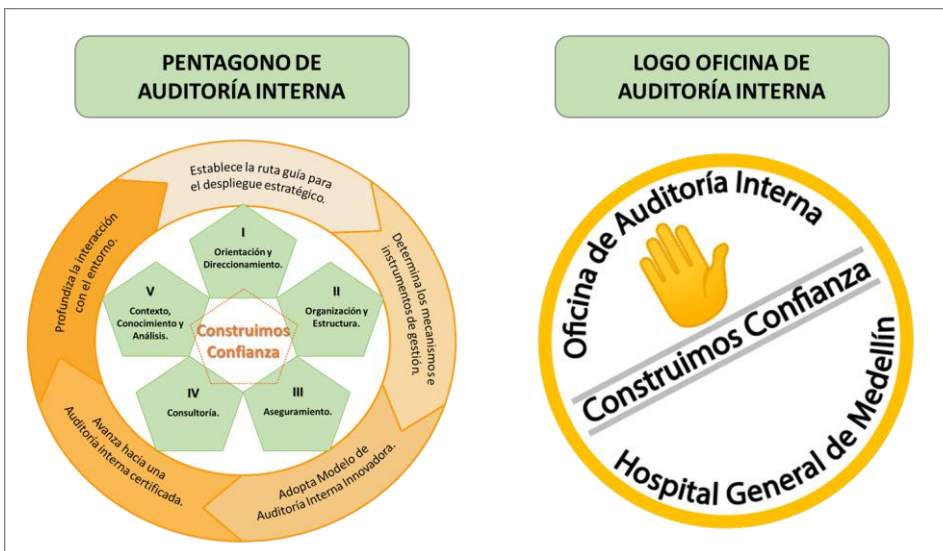 PENTAGONO DE
AUDITORÍA INTERNA
Establece la ruta guía para
el despliegue estratégico.
Determina los mecanismos e
instrumentos de gestión.
Adopta Modelo de
Auditoría Interna Innovadora.
Avanza hacia una
Auditoría interna certificada.
Profundiza la interacción
con el entorno.
I
Orientación y
Direccionamiento.
II
Organización y
Estructura.
III
Aseguramiento.
IV
Consultoría.
V
Contexto,
Conocimiento y
Análisis.
Construimos
Confianza
LOGO OFICINA DE
AUDITORÍA INTERNA
Oficina de Auditoría Interna
Construimos Confianza
Hospital General de Medellín